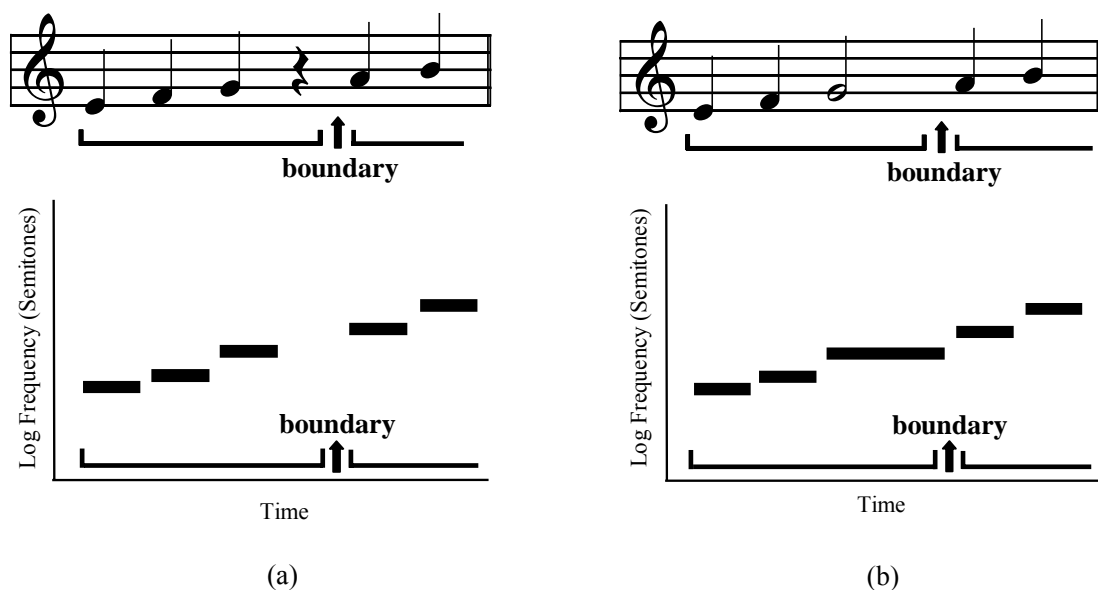 boundary
boundary
Log Frequency (Semitones)
boundary
Time
(a)
Log Frequency (Semitones)
boundary
Time
(b)